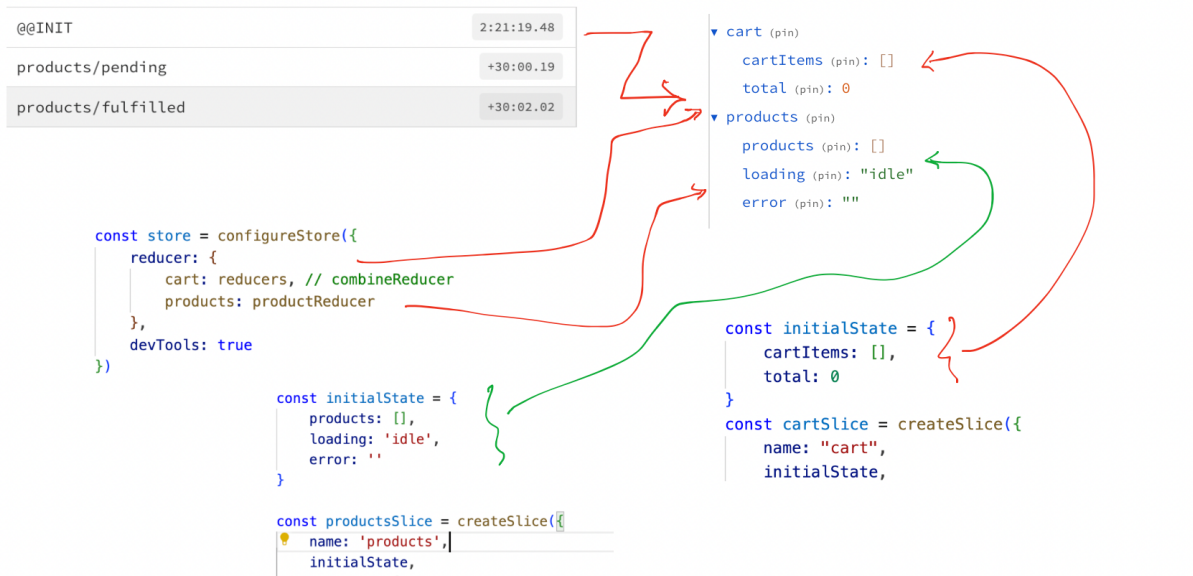 @@INIT 2:21:19.48
products/pending +30:00.19
products/fulfilled +30:02.02
▼ cart (pin)
cartItems (pin): []
total (pin): 0
▼ products (pin)
products (pin): []
loading (pin): "idle"
error (pin): ""
const store = configureStore({
reducer: {
cart: reducers, // combineReducer
products: productReducer
},
devTools: true
})
const initialState = {
products: [],
loading: 'idle',
error: ''
}
const productsSlice = createSlice({
name: 'products',
initialState,
const initialState = {
cartItems: [],
total: 0
}
const cartSlice = createSlice({
name: "cart",
initialState,